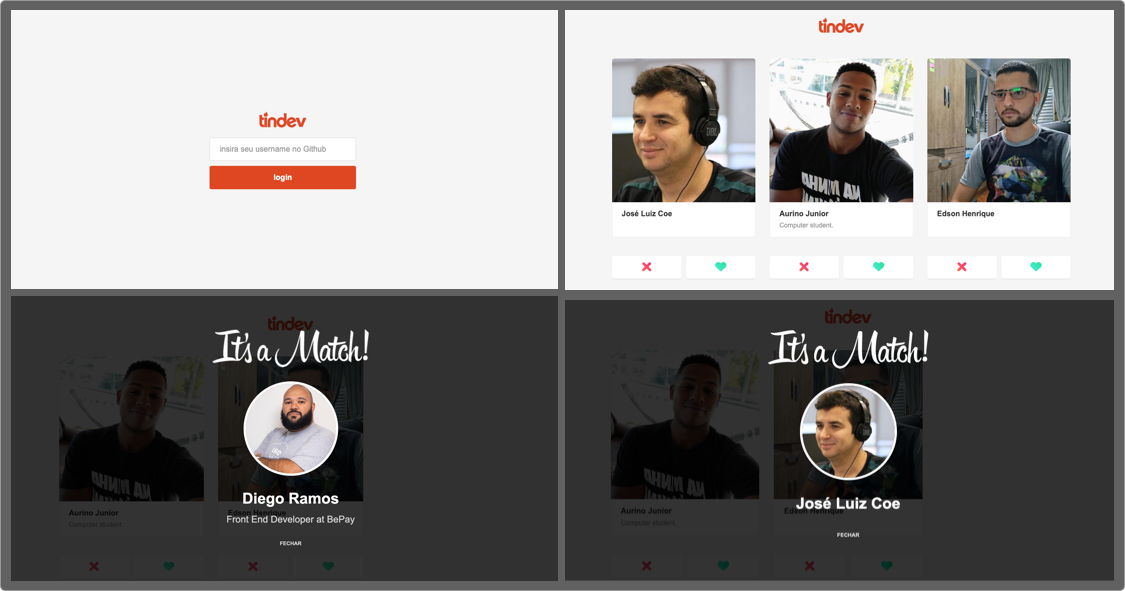 tindev
insira seu username no Github
login
tindev
José Luiz Coe
Aurino Junior
Computer student.
Edson Henrique
tindev
It's a Match!
Diego Ramos
Front End Developer at BePay
FECHAR
Aurino Junior
Computer student.
Edson Henrique
tindev
It's a Match!
José Luiz Coe
FECHAR
Aurino Junior
Computer student.
Edson Henrique